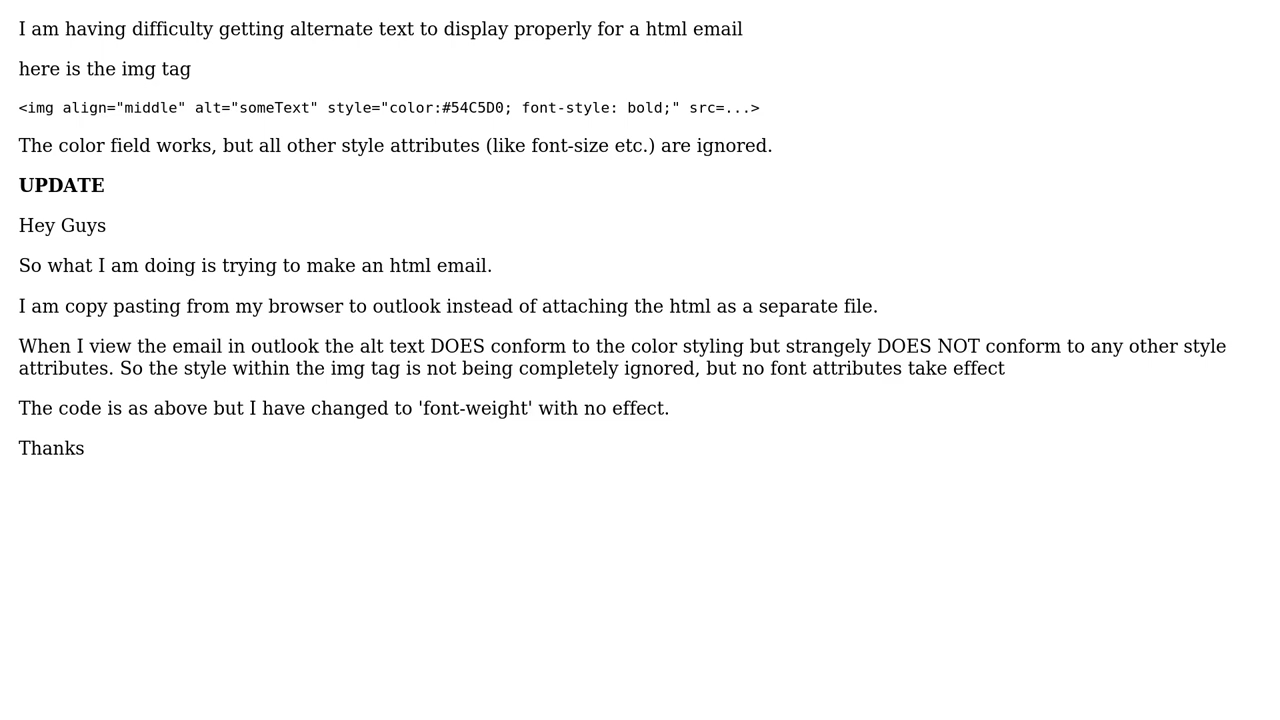 I am having difficulty getting alternate text to display properly for a html email
here is the img tag
<img align="middle" alt="someText" style="color:#54C5D0; font-style: bold;" src=...>
The color field works, but all other style attributes (like font-size etc.) are ignored.
UPDATE
Hey Guys
So what I am doing is trying to make an html email.
I am copy pasting from my browser to outlook instead of attaching the html as a separate file.
When I view the email in outlook the alt text DOES conform to the color styling but strangely DOES NOT conform to any other style
attributes. So the style within the img tag is not being completely ignored, but no font attributes take effect
The code is as above but I have changed to 'font-weight' with no effect.
Thanks